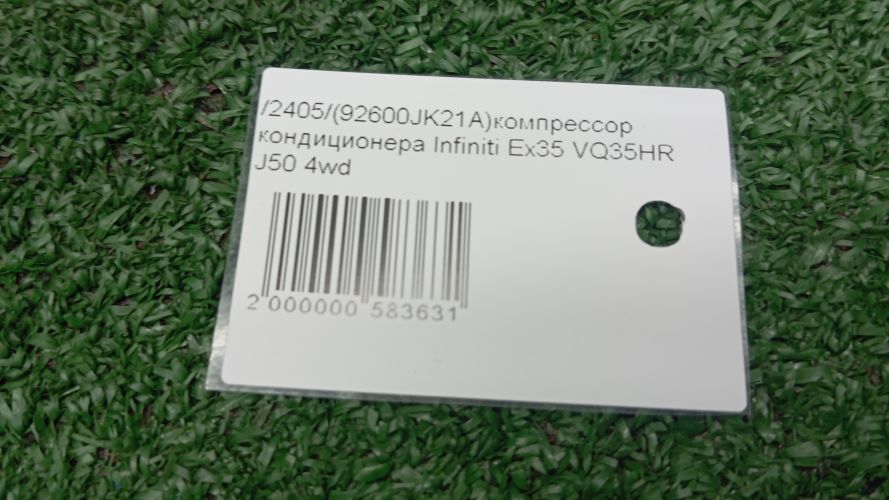 /2405/(92600JK21A)компрессор
кондиционера Infiniti Ex35 VQ35HR
J50 4wd
2 000000 583631